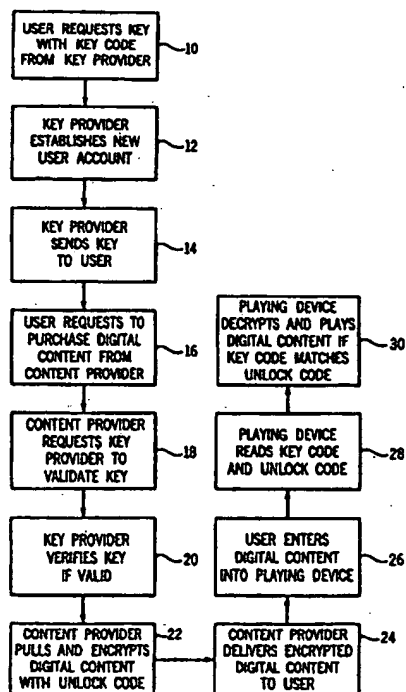 USER REQUESTS KEY
WITH KEY CODE
FROM KEY PROVIDER
10
KEY PROVIDER
ESTABLISHES NEW
USER ACCOUNT
12
KEY PROVIDER
SENDS KEY
TO USER
14
USER REQUESTS TO
PURCHASE DIGITAL
CONTENT FROM
CONTENT PROVIDER
16
CONTENT PROVIDER
REQUESTS KEY
PROVIDER TO
VALIDATE KEY
18
KEY PROVIDER
VERIFIES KEY
IF VALID
20
CONTENT PROVIDER
PULLS AND ENCRYPTS
DIGITAL CONTENT
WITH UNLOCK CODE
22
CONTENT PROVIDER
DELIVERS ENCRYPTED
DIGITAL CONTENT
TO USER
24
USER ENTERS
DIGITAL CONTENT
INTO PLAYING DEVICE
26
PLAYING DEVICE
READS KEY CODE
AND UNLOCK CODE
28
PLAYING DEVICE
DECRYPTS AND PLAYS
DIGITAL CONTENT IF
KEY CODE MATCHES
UNLOCK CODE
30